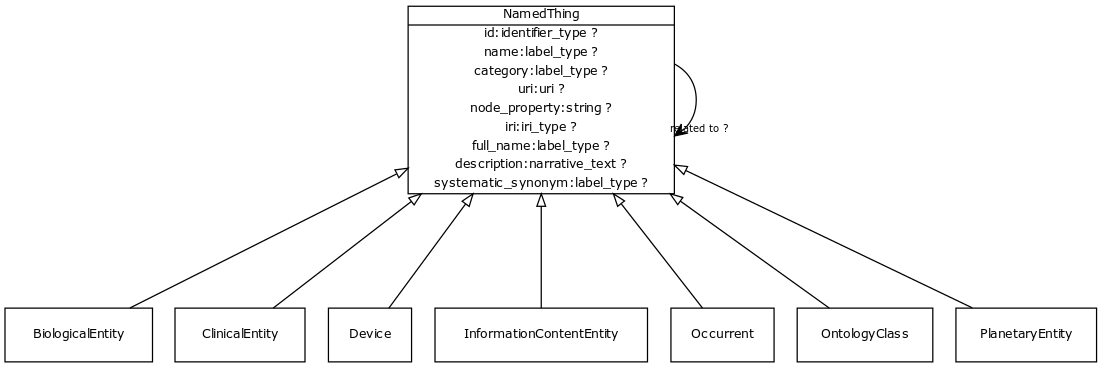 NamedThing
id:identifier_type ?
name:label_type ?
category:label_type ?
uri:uri ?
node_property:string ?
iri:iri_type ?
full_name:label_type ?
description:narrative_text ?
systematic_synonym:label_type ?
related to ?
BiologicalEntity
ClinicalEntity
Device
InformationContentEntity
Occurrent
OntologyClass
PlanetaryEntity